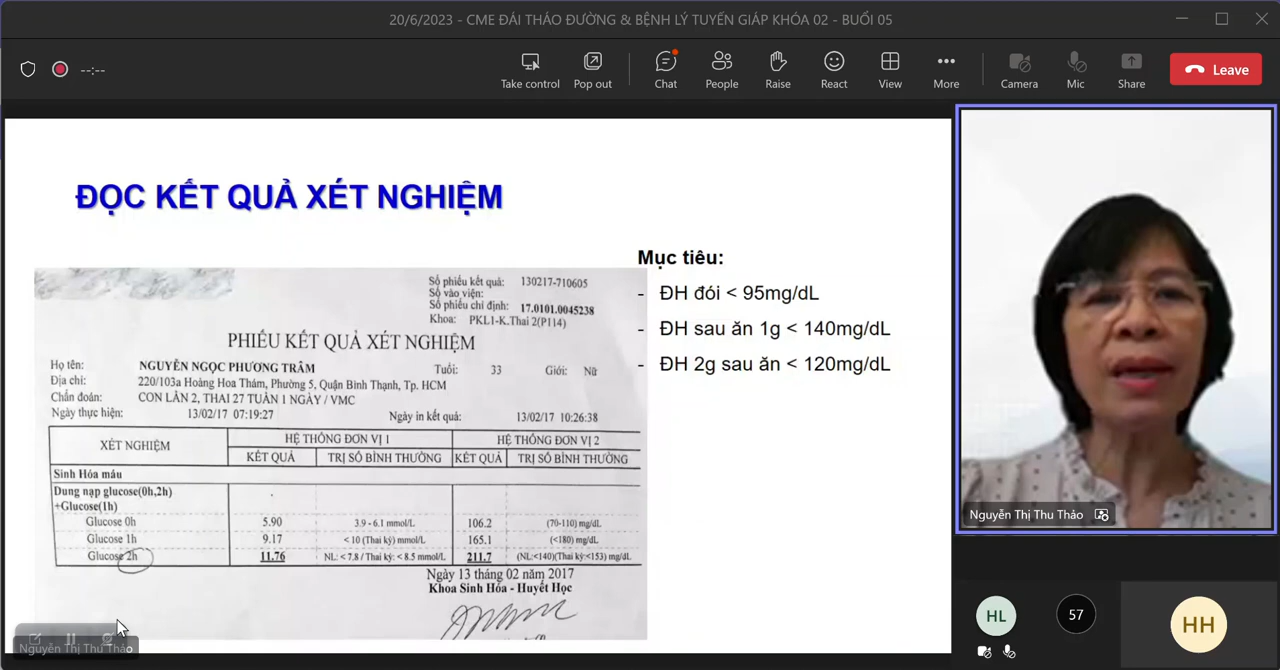 20/6/2023 - CME ĐÁI THÁO ĐƯỜNG & BỆNH LÝ TUYẾN GIÁP KHÓA 02 - BUỔI 05
--:--
Take control
Pop out
Chat
People
Raise
React
View
More
Camera
Mic
Share
Leave
ĐỌC KẾT QUẢ XÉT NGHIỆM
Số phiếu kết quả: 130217-710605
Số vào viện:
Số phiếu chỉ định: 17.0101.0045238
Khoa: PKL1-K.Thai 2(P114)
PHIẾU KẾT QUẢ XÉT NGHIỆM
Họ tên: NGUYỄN NGỌC PHƯƠNG TRÂM Tuổi: 33 Giới: Nữ
Địa chỉ: 220/103a Hoàng Hoa Thám, Phường 5, Quận Bình Thạnh, Tp. HCM
Chẩn đoán: CON LẦN 2, THAI 27 TUẦN 1 NGÀY / VMC
Ngày thực hiện: 13/02/17 07:19:27 Ngày in kết quả: 13/02/17 10:26:38
XÉT NGHIỆM HỆ THỐNG ĐƠN VỊ 1 HỆ THỐNG ĐƠN VỊ 2
KẾT QUẢ TRỊ SỐ BÌNH THƯỜNG KẾT QUẢ TRỊ SỐ BÌNH THƯỜNG
Sinh Hóa máu
Dung nạp glucose(0h,2h)
+Glucose(1h)
Glucose 0h 5.90 3.9 - 6.1 mmol/L 106.2 (70-110) mg/dL
Glucose 1h 9.17 < 10 (Thai kỳ) mmol/L 165.1 (<180) mg/dL
Glucose 2h 11.76 NL: < 7.8 / Thai kỳ: < 8.5 mmol/L 211.7 (NL:<140)(Thai kỳ:<153) mg/dL
Ngày 13 tháng 02 năm 2017
Khoa Sinh Hóa - Huyết Học
Mục tiêu:
- ĐH đói < 95mg/dL
- ĐH sau ăn 1g < 140mg/dL
- ĐH 2g sau ăn < 120mg/dL
Nguyễn Thị Thu Thảo
Nguyễn Thị Thu Thảo
HL
57
HH